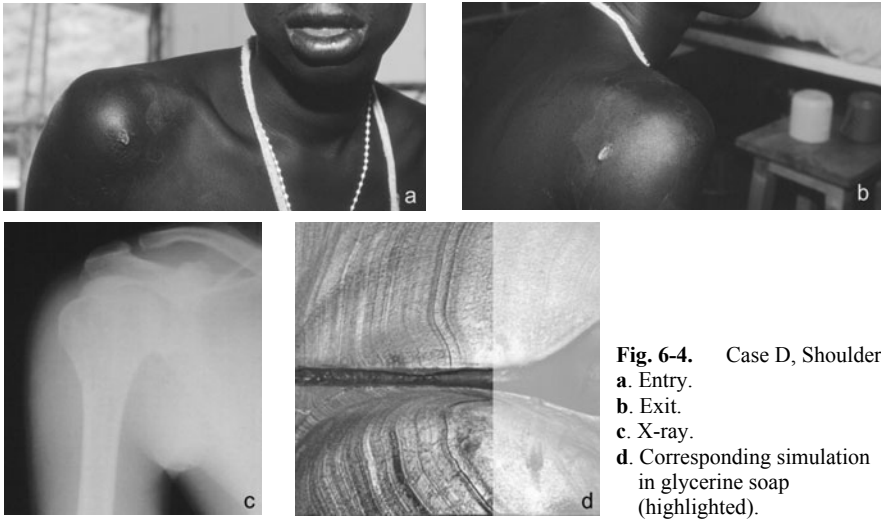 a
b
c
d
Fig. 6-4. Case D, Shoulder
a. Entry.
b. Exit.
c. X-ray.
d. Corresponding simulation
in glycerine soap
(highlighted).